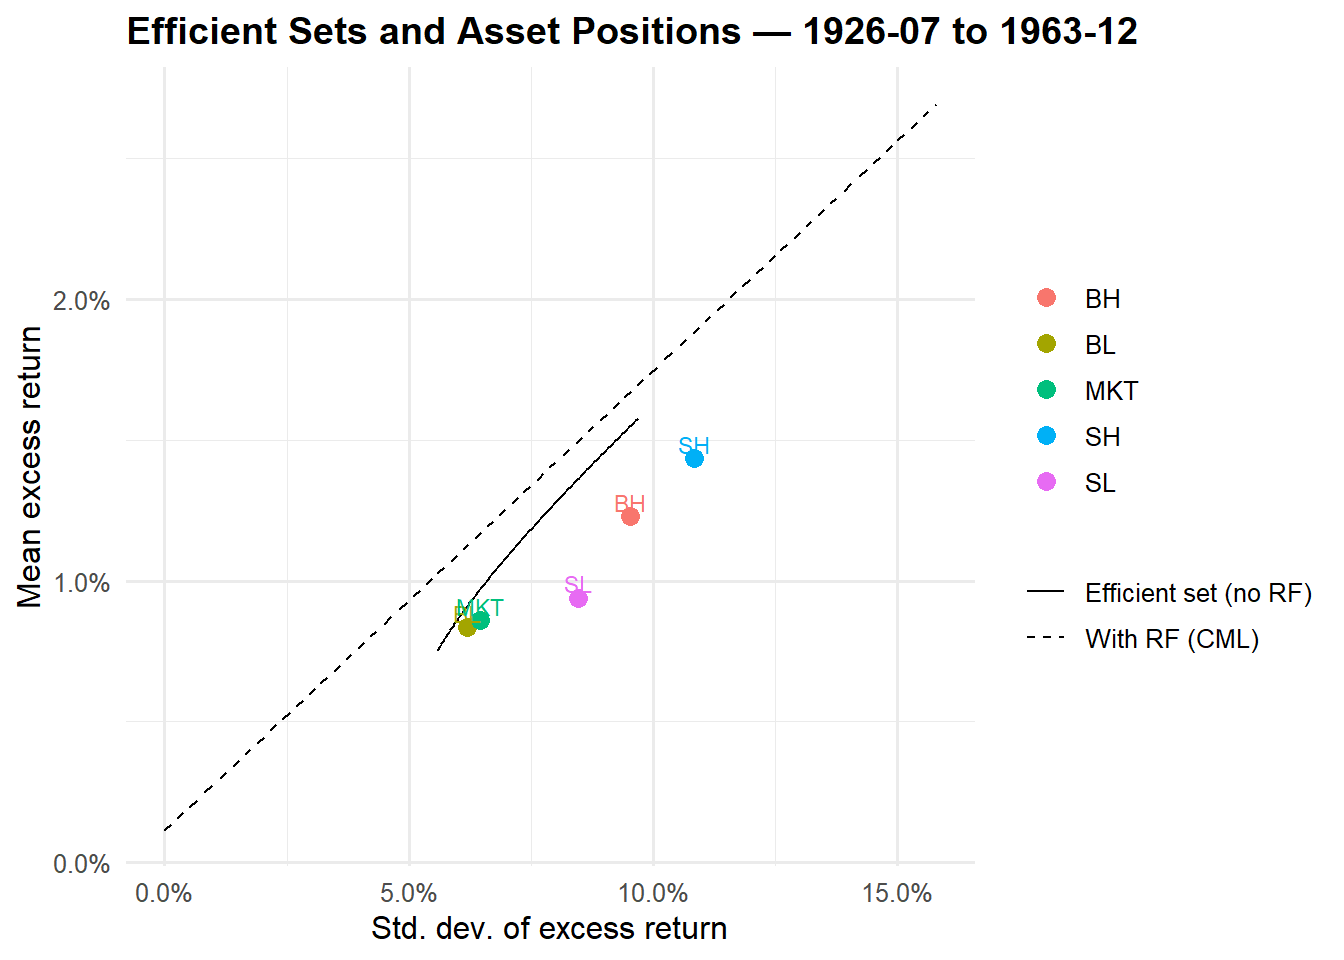 Efficient Sets and Asset Positions — 1926-07 to 1963-12
Mean excess return
2.0%
1.0%
0.0%
0.0%
5.0%
10.0%
15.0%
Std. dev. of excess return
SH
BH
SL
MKT
BL
BH
BL
MKT
SH
SL
Efficient set (no RF)
With RF (CML)